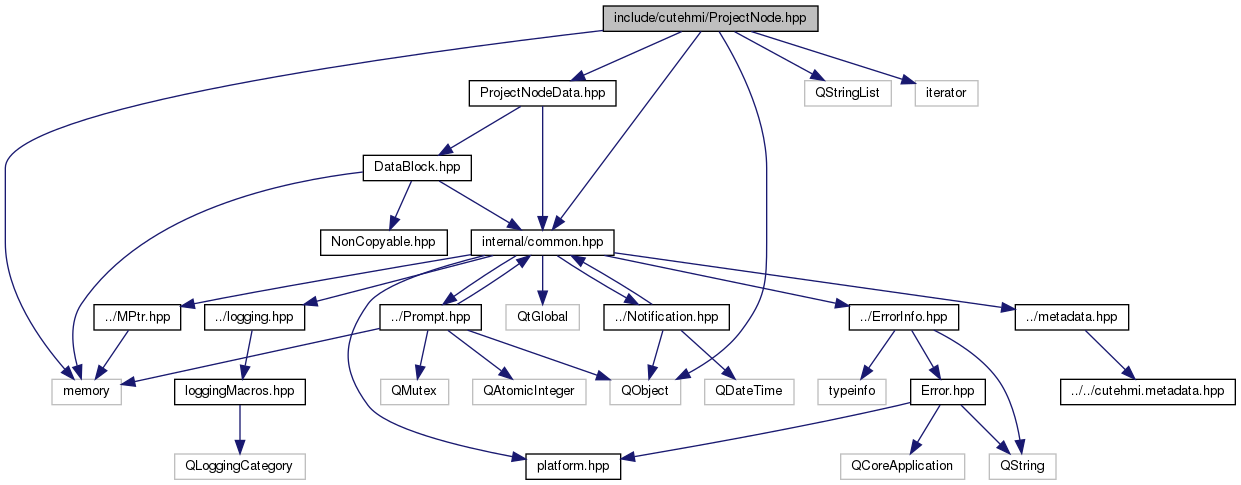 include/cutehmi/ProjectNode.hpp
ProjectNodeData.hpp
QStringList
iterator
DataBlock.hpp
NonCopyable.hpp
internal/common.hpp
../MPtr.hpp
../logging.hpp
../Prompt.hpp
QtGlobal
../Notification.hpp
../ErrorInfo.hpp
../metadata.hpp
memory
loggingMacros.hpp
QMutex
QAtomicInteger
QObject
QDateTime
typeinfo
Error.hpp
../../cutehmi.metadata.hpp
QLoggingCategory
platform.hpp
QCoreApplication
QString